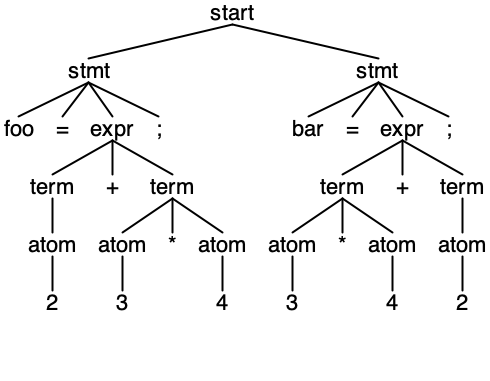 start
stmt stmt
foo = expr ; bar = expr ;
term + term term + term
atom atom * atom atom * atom atom
2 3 4 3 4 2